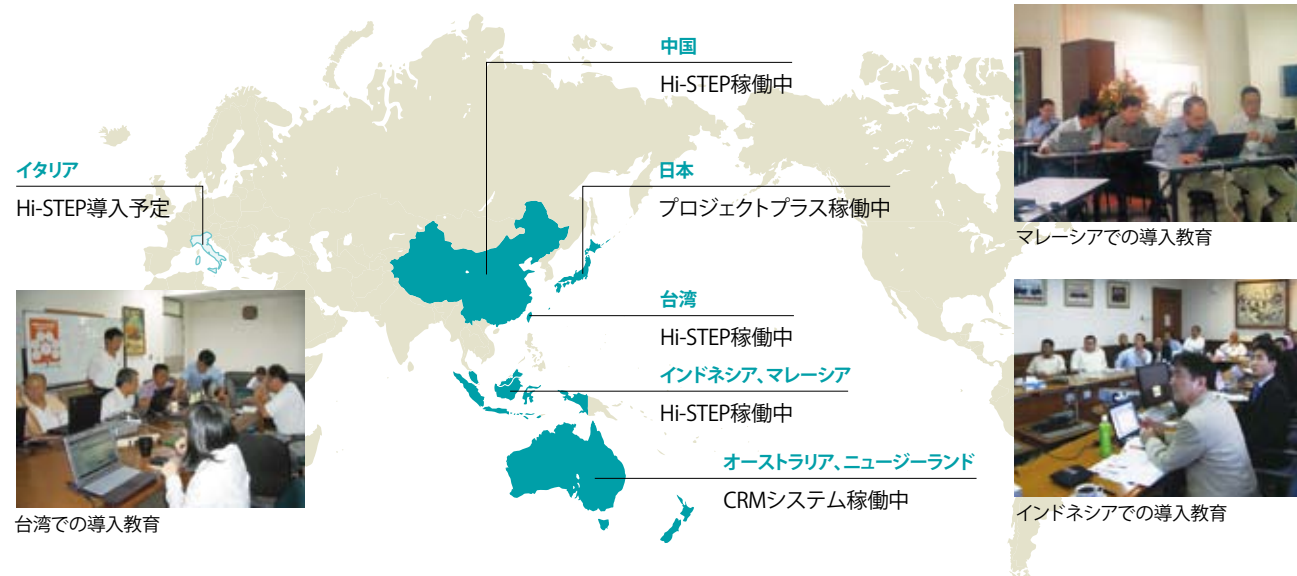 中国
Hi-STEP稼働中
イタリア
Hi-STEP導入予定
日本
プロジェクトプラス稼働中
マレーシアでの導入教育
台湾
Hi-STEP稼働中
インドネシア、マレーシア
Hi-STEP稼働中
オーストラリア、ニュージーランド
CRMシステム稼働中
台湾での導入教育
インドネシアでの導入教育